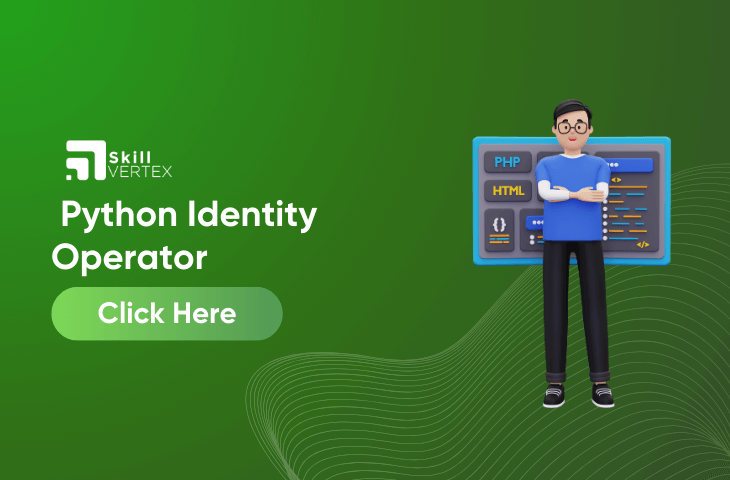 Skill
VERTEX
Python Identity
Operator
Click Here
PHP
HTML
{}
</>